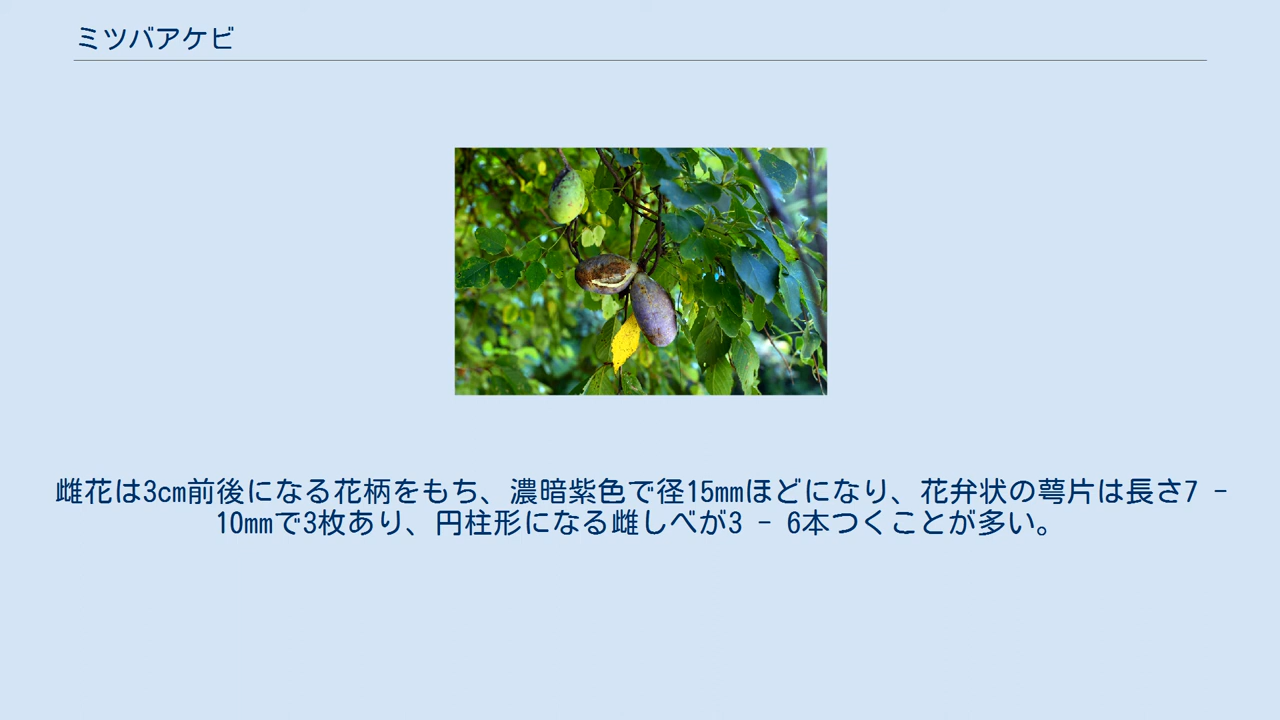 ミツバアケビ
雌花は3cm前後になる花柄をもち、濃暗紫色で径15mmほどになり、花弁状の萼片は長さ7 -
10mmで3枚あり、円柱形になる雌しべが3 - 6本つくことが多い。